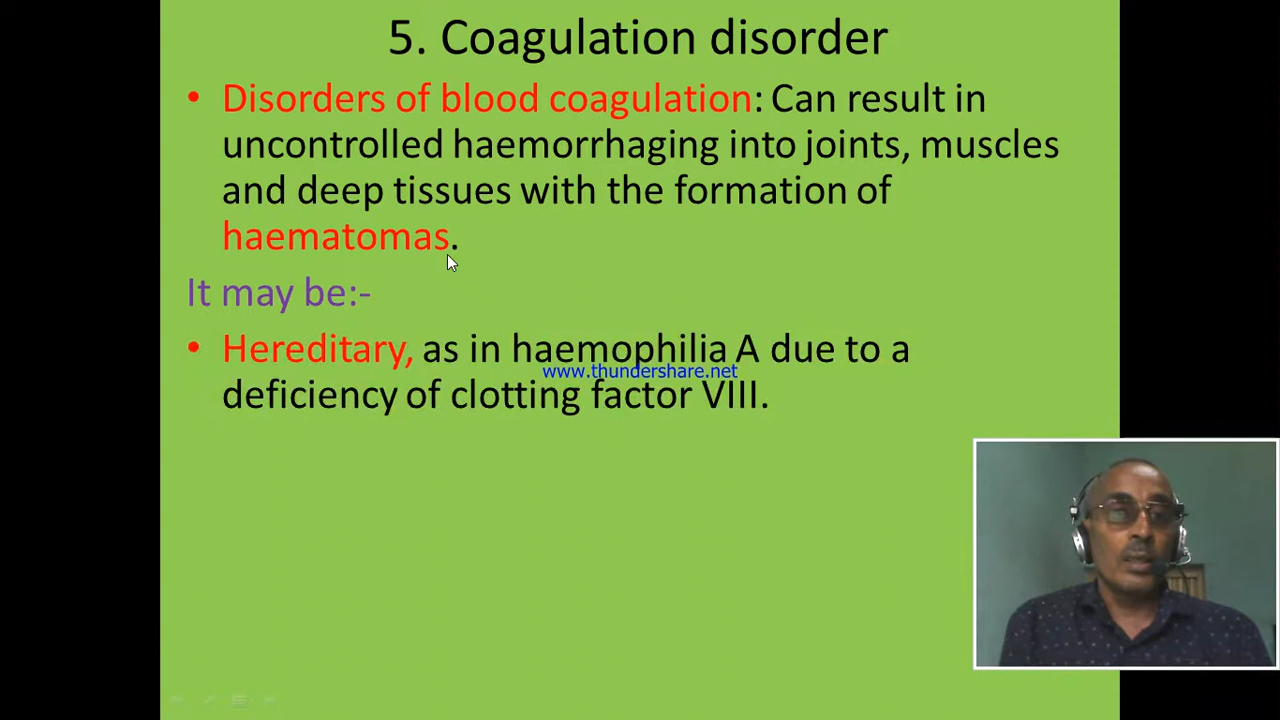 5. Coagulation disorder
• Disorders of blood coagulation: Can result in
uncontrolled haemorrhaging into joints, muscles
and deep tissues with the formation of
haematomas.
It may be:-
• Hereditary, as in haemophilia A due to a
www.thundershare.net
deficiency of clotting factor VIII.